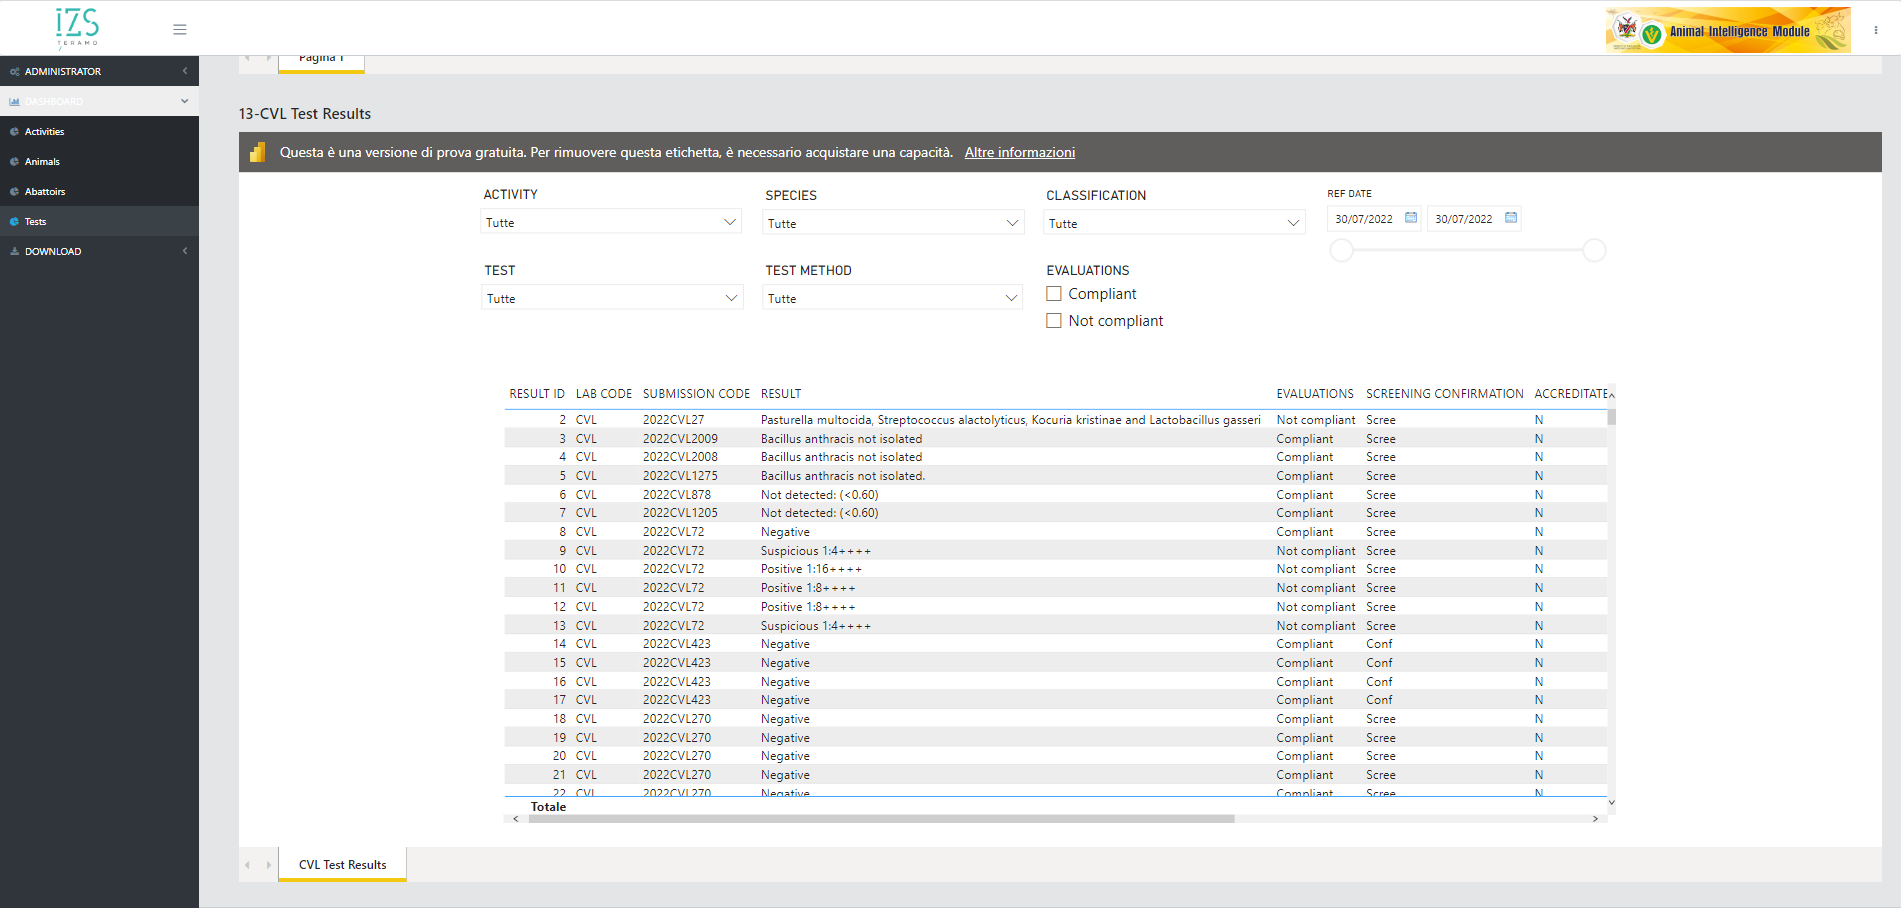 IZS
TERAMO
Animal Intelligence Module
ADMINISTRATOR
DASHBOARD
Activities
Animals
Abattoirs
Tests
DOWNLOAD
Pagina 1
13-CVL Test Results
Questa è una versione di prova gratuita. Per rimuovere questa etichetta, è necessario acquistare una capacità. Altre informazioni
ACTIVITY SPECIES CLASSIFICATION REF DATE
Tutte Tutte Tutte 30/07/2022 30/07/2022
TEST TEST METHOD EVALUATIONS
Tutte Tutte Compliant
Not compliant
RESULT ID LAB CODE SUBMISSION CODE RESULT EVALUATIONS SCREENING CONFIRMATION ACCREDITATE
2 CVL 2022CVL27 Pasturella multocida, Streptococcus alactolyticus, Kocuria kristinae and Lactobacillus gasseri Not compliant Scree N
3 CVL 2022CVL2009 Bacillus anthracis not isolated Compliant Scree N
4 CVL 2022CVL2008 Bacillus anthracis not isolated Compliant Scree N
5 CVL 2022CVL1275 Bacillus anthracis not isolated. Compliant Scree N
6 CVL 2022CVL878 Not detected: (<0.60) Compliant Scree N
7 CVL 2022CVL1205 Not detected: (<0.60) Compliant Scree N
8 CVL 2022CVL72 Negative Compliant Scree N
9 CVL 2022CVL72 Suspicious 1:4++++ Not compliant Scree N
10 CVL 2022CVL72 Positive 1:16++++ Not compliant Scree N
11 CVL 2022CVL72 Positive 1:8++++ Not compliant Scree N
12 CVL 2022CVL72 Positive 1:8++++ Not compliant Scree N
13 CVL 2022CVL72 Suspicious 1:4++++ Not compliant Scree N
14 CVL 2022CVL423 Negative Compliant Conf N
15 CVL 2022CVL423 Negative Compliant Conf N
16 CVL 2022CVL423 Negative Compliant Conf N
17 CVL 2022CVL423 Negative Compliant Conf N
18 CVL 2022CVL270 Negative Compliant Scree N
19 CVL 2022CVL270 Negative Compliant Scree N
20 CVL 2022CVL270 Negative Compliant Scree N
21 CVL 2022CVL270 Negative Compliant Scree N
22 CVL 2022CVL270 Negative Compliant Scree N
Totale
CVL Test Results